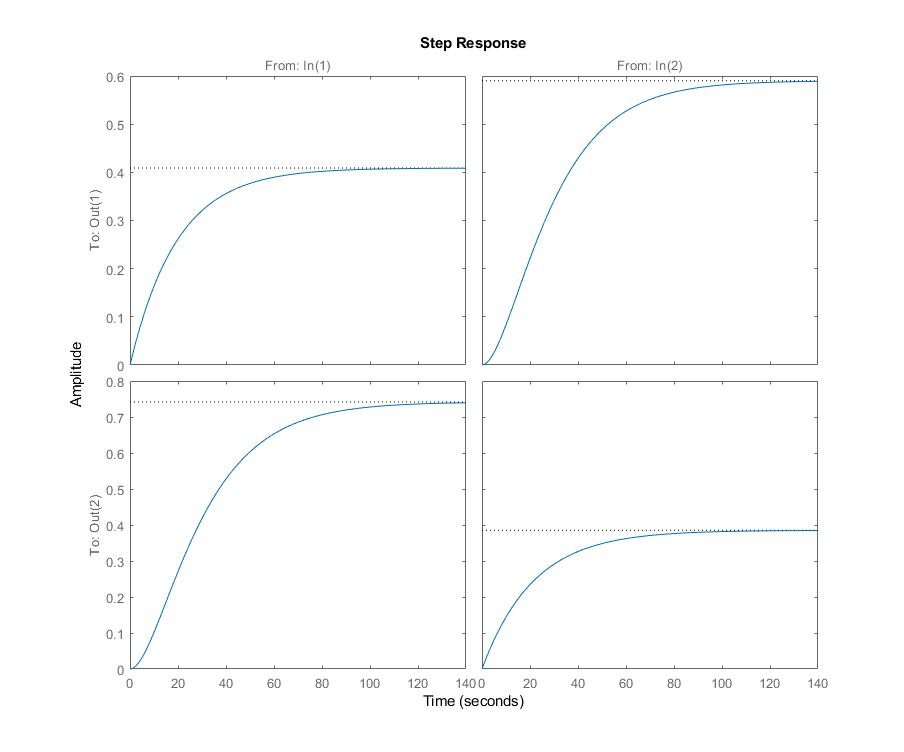 Step Response
From: In(1)
From: In(2)
To: Out(1)
0.6
0.5
0.4
0.3
0.2
0.1
0
Amplitude
To: Out(2)
0.8
0.7
0.6
0.5
0.4
0.3
0.2
0.1
0
0 20 40 60 80 100 120 140
0 20 40 60 80 100 120 140
Time (seconds)